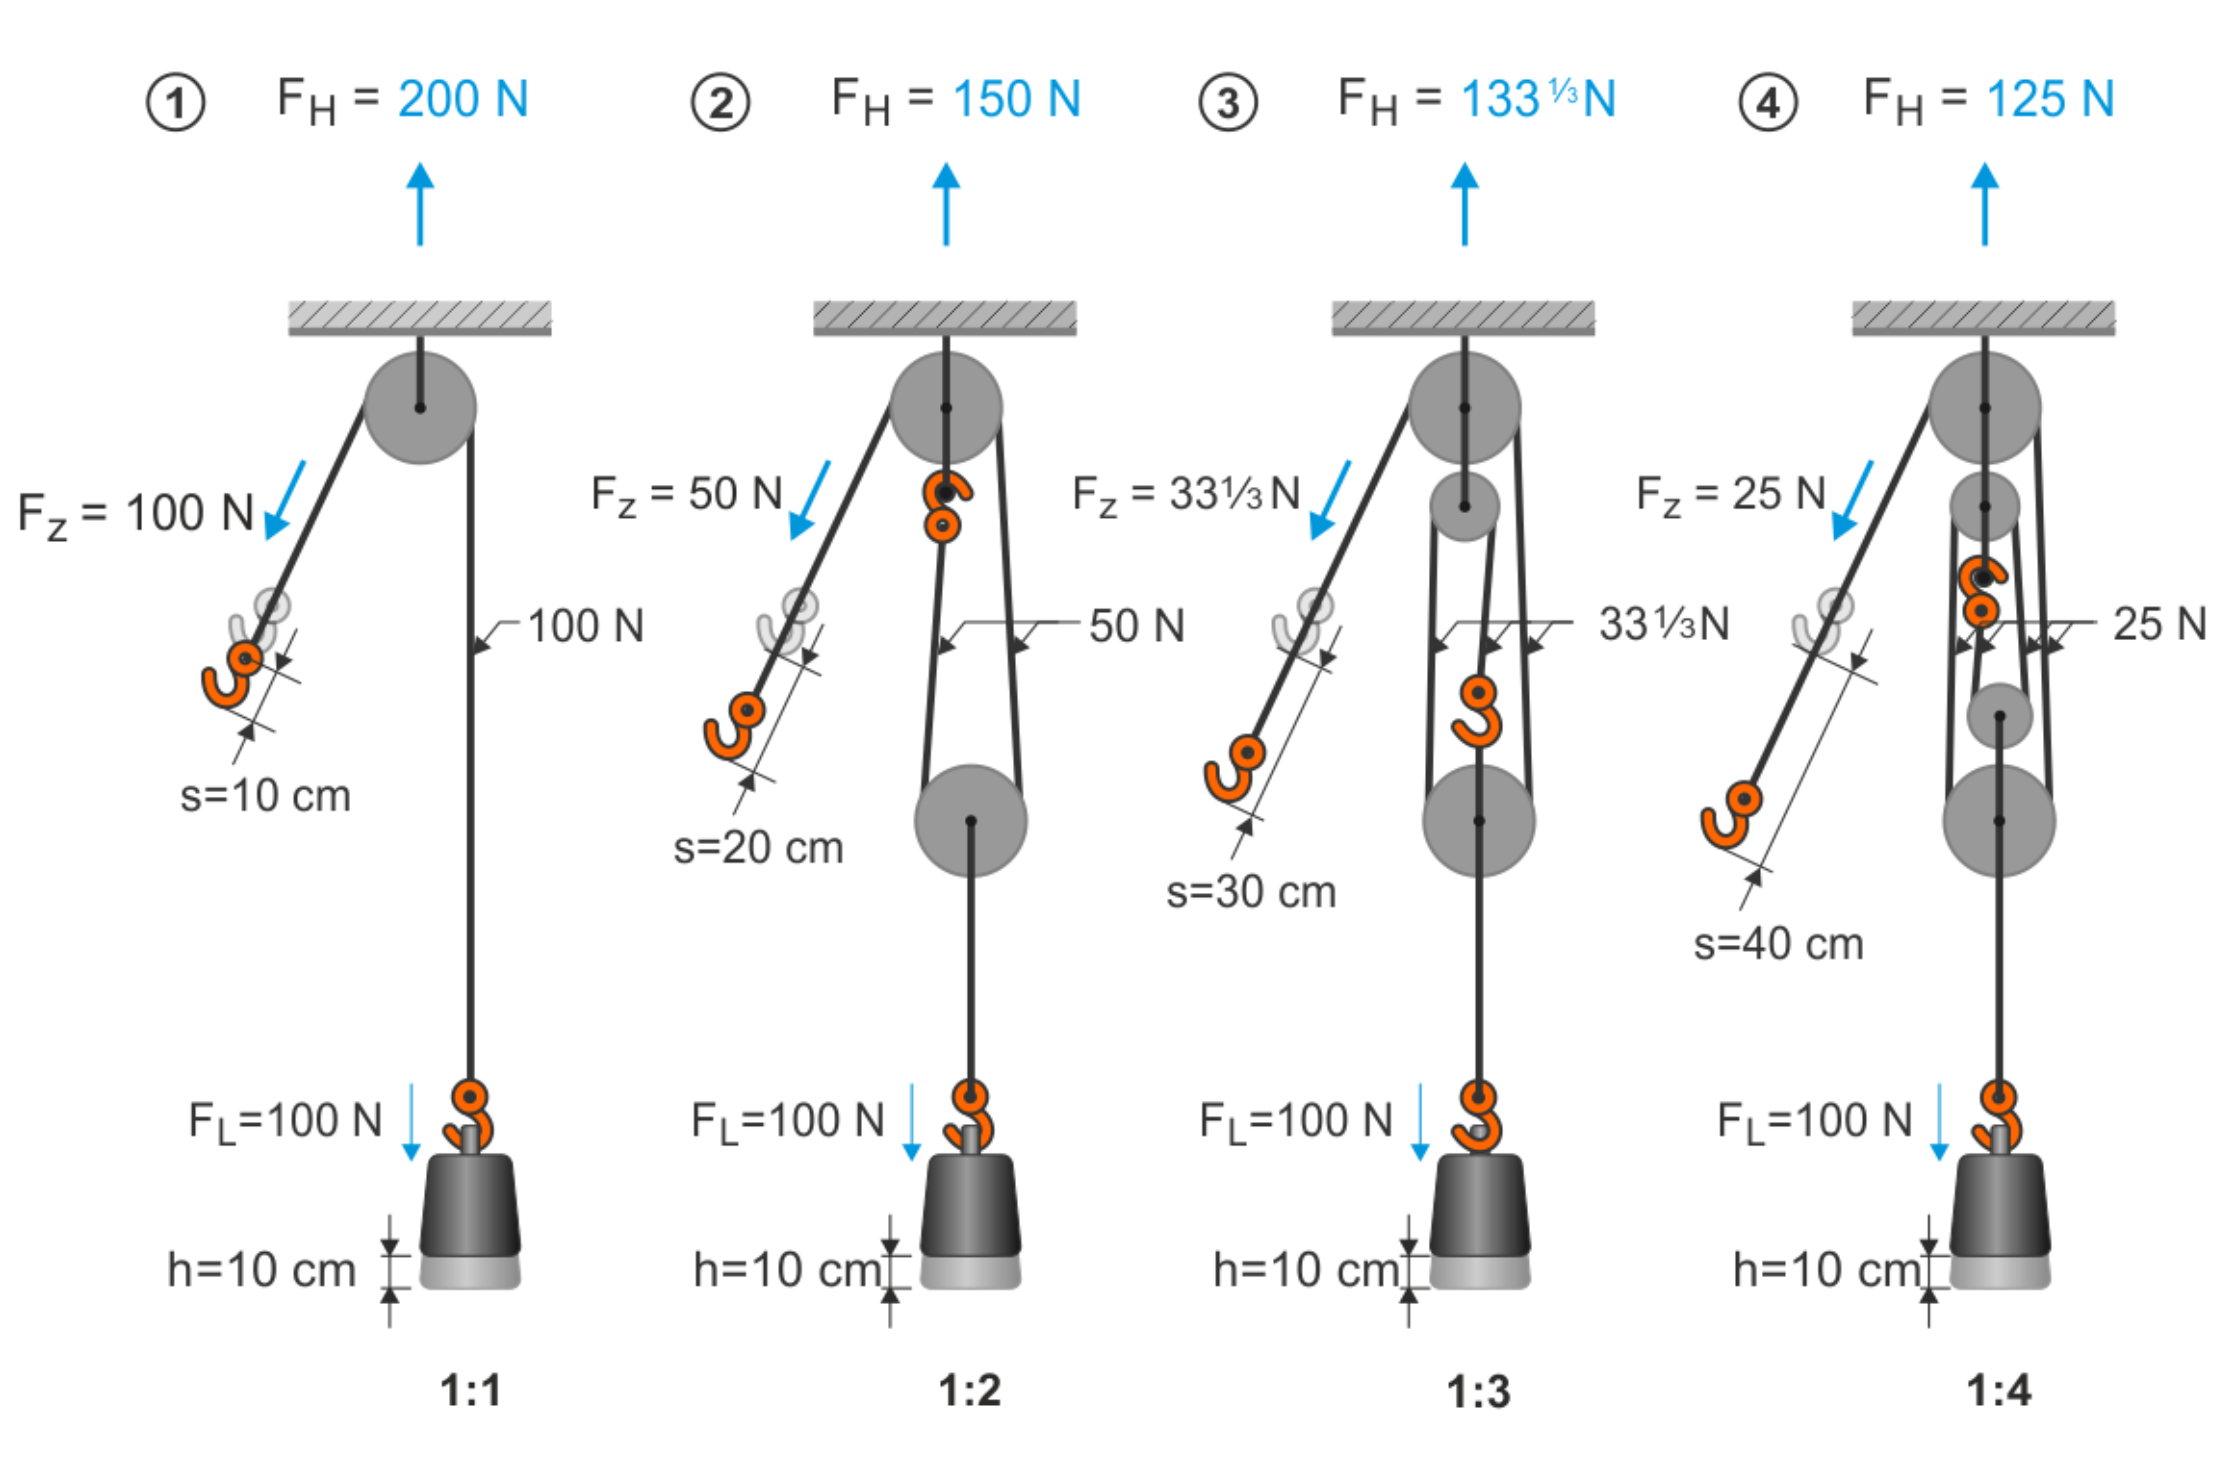 1 F_H = 200 N
2 F_H = 150 N
3 F_H = 133 ⅓ N
4 F_H = 125 N
F_z = 100 N
F_z = 50 N
F_z = 33⅓ N
F_z = 25 N
100 N
50 N
33⅓ N
25 N
s=10 cm
s=20 cm
s=30 cm
s=40 cm
F_L=100 N
F_L=100 N
F_L=100 N
F_L=100 N
h=10 cm
h=10 cm
h=10 cm
h=10 cm
1:1
1:2
1:3
1:4